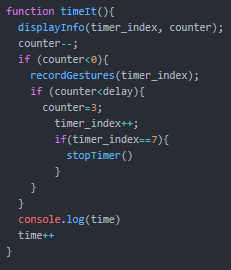 function timeIt(){
  displayInfo(timer_index, counter);
  counter--;
  if (counter<0){
    recordGestures(timer_index);
    if (counter<delay){
      counter=3;
        timer_index++;
        if(timer_index==7){
          stopTimer()
        }
    }
  }
  console.log(time)
  time++
}